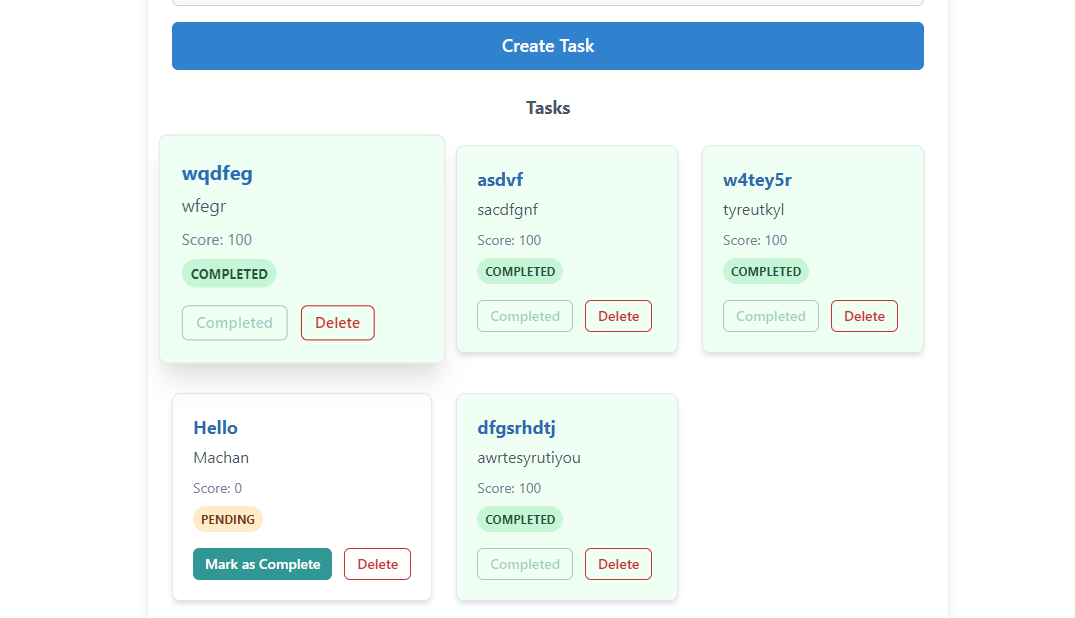 Create Task
Tasks
wqdfeg
wfegr
Score: 100
COMPLETED
Completed Delete
asdvf
sacdfgnf
Score: 100
COMPLETED
Completed Delete
w4tey5r
tyreutkyl
Score: 100
COMPLETED
Completed Delete
Hello
Machan
Score: 0
PENDING
Mark as Complete Delete
dfgsrhdtj
awrtesyrutiyou
Score: 100
COMPLETED
Completed Delete